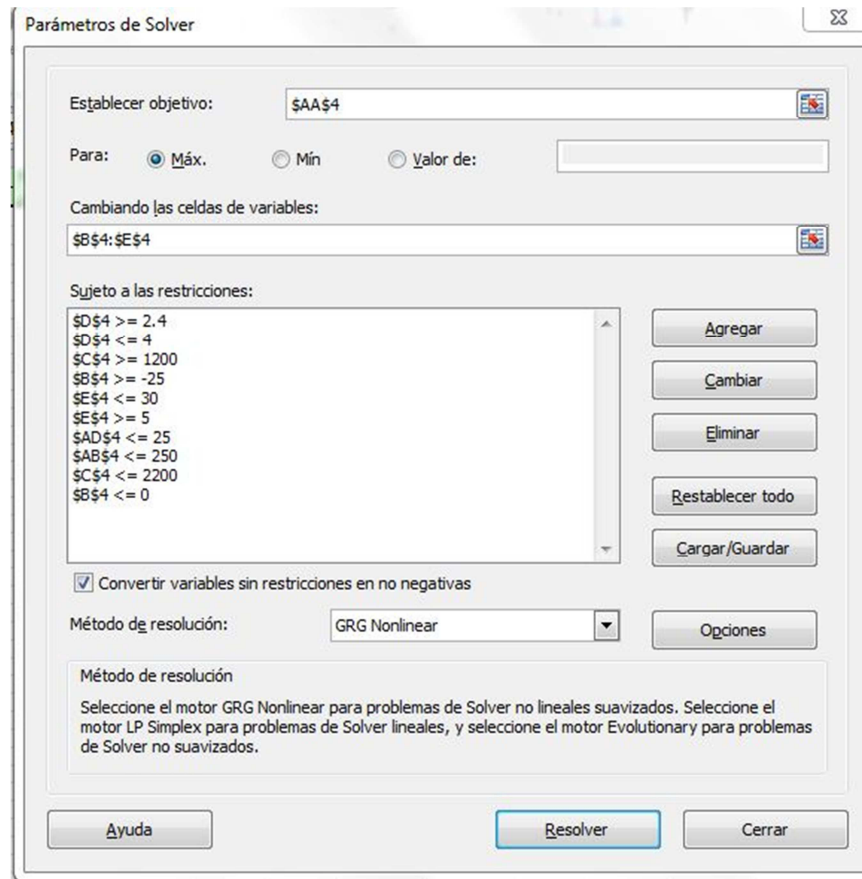 Parámetros de Solver
Establecer objetivo: $AA$4
Para: Máx. Mín Valor de:
Cambiando las celdas de variables:
$B$4:$E$4
Sujeto a las restricciones:
$D$4 >= 2.4
$D$4 <= 4
$C$4 >= 1200
$B$4 >= -25
$E$4 <= 30
$E$4 >= 5
$AD$4 <= 25
$AB$4 <= 250
$C$4 <= 2200
$B$4 <= 0
Agregar
Cambiar
Eliminar
Restablecer todo
Cargar/Guardar
Convertir variables sin restricciones en no negativas
Método de resolución: GRG Nonlinear Opciones
Método de resolución
Seleccione el motor GRG Nonlinear para problemas de Solver no lineales suavizados. Seleccione el
motor LP Simplex para problemas de Solver lineales, y seleccione el motor Evolutionary para problemas
de Solver no suavizados.
Ayuda Resolver Cerrar